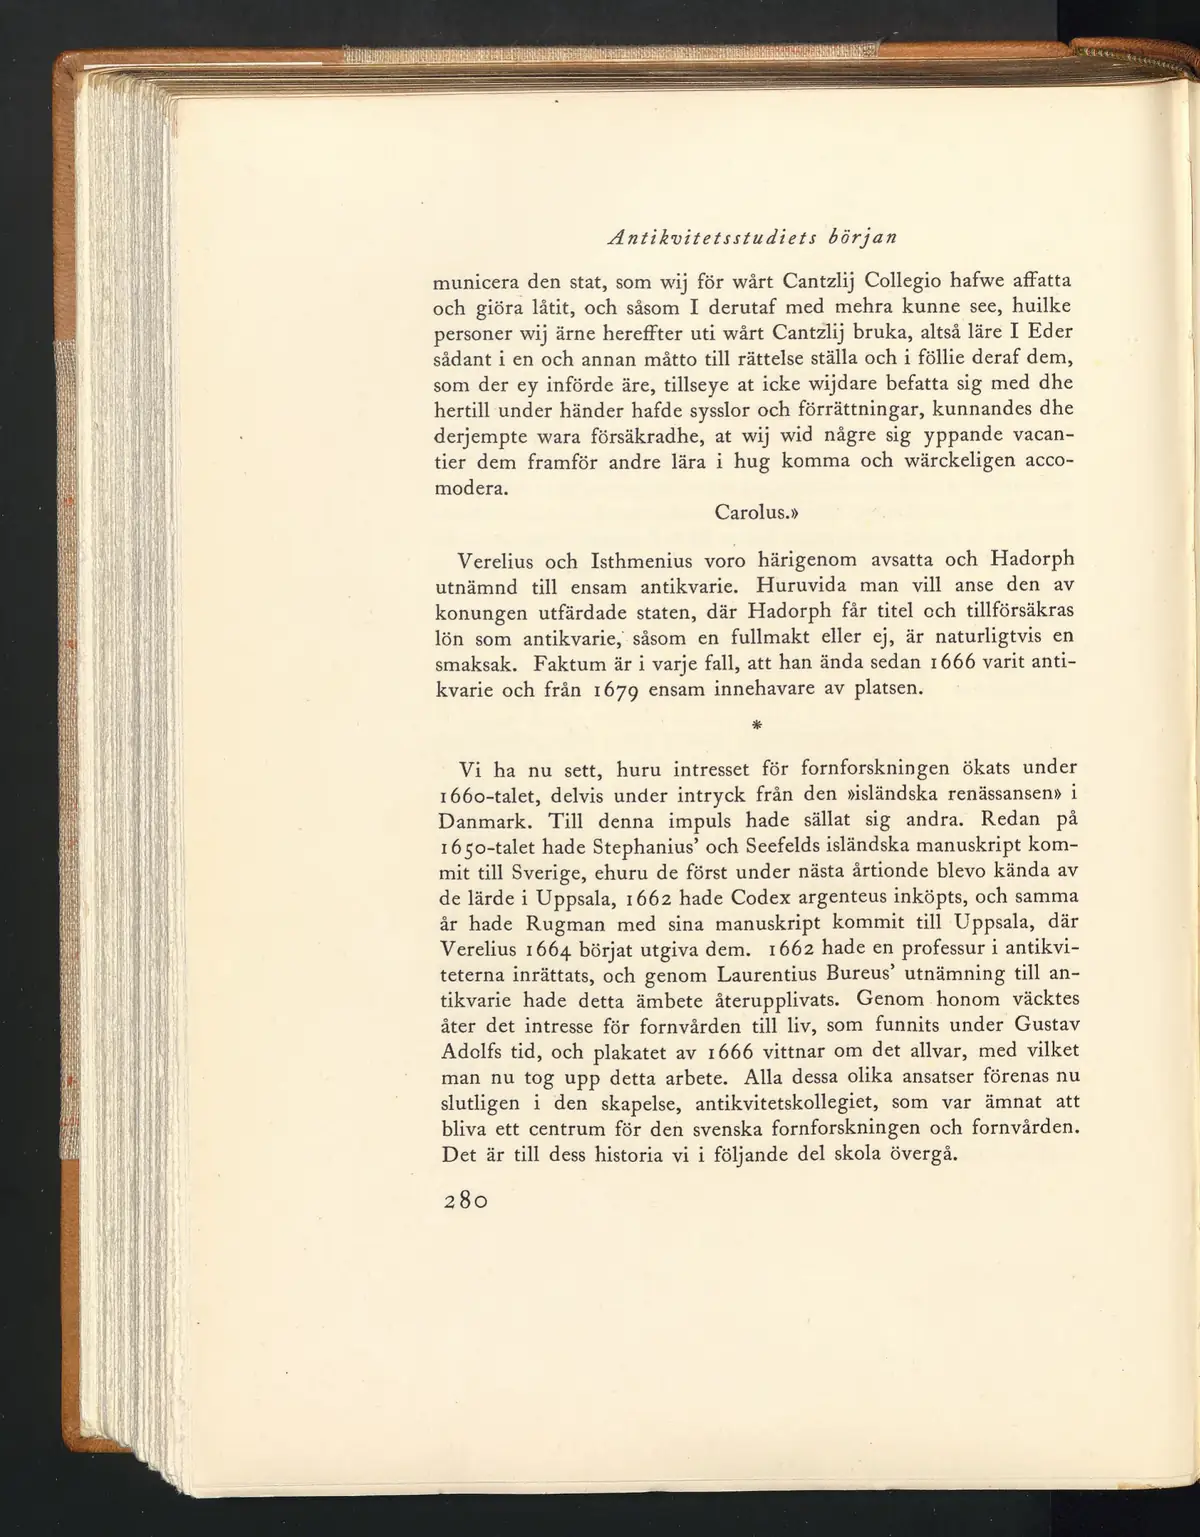 Antikvitetsstudiets början
municera den stat, som wij för wårt Cantzlij Collegio hafwe affatta
och giöra låtit, och såsom I derutaf med mehra kunne see, huilke
personer wij ärne hereffter uti wårt Cantzlij bruka, altså läre I Eder
sådant i en och annan måtto till rättelse ställa och i föllie deraf dem,
som der ey införde äre, tillseye at icke wijdare befatta sig med dhe
hertill under händer hafde sysslor och förrättningar, kunnandes dhe
derjempte wara försäkradhe, at wij wid någre sig yppande vacan-
tier dem framför andre lära i hug komma och wärckeligen acco-
modera.
Carolus.»
Verelius och Isthmenius voro härigenom avsatta och Hadorph
utnämnd till ensam antikvarie. Huruvida man vill anse den av
konungen utfärdade staten, där Hadorph får titel och tillförsäkras
lön som antikvarie, såsom en fullmakt eller ej, är naturligtvis en
smaksak. Faktum är i varje fall, att han ända sedan 1666 varit anti-
kvarie och från 1679 ensam innehavare av platsen.
*
Vi ha nu sett, huru intresset för fornforskningen ökats under
1660-talet, delvis under intryck från den »isländska renässansen» i
Danmark. Till denna impuls hade sällat sig andra. Redan på
1650-talet hade Stephanius’ och Seefelds isländska manuskript kom-
mit till Sverige, ehuru de först under nästa årtionde blevo kända av
de lärde i Uppsala, 1662 hade Codex argenteus inköpts, och samma
år hade Rugman med sina manuskript kommit till Uppsala, där
Verelius 1664 börjat utgiva dem. 1662 hade en professur i antikvi-
teterna inrättats, och genom Laurentius Bureus’ utnämning till an-
tikvarie hade detta ämbete återupplivats. Genom honom väcktes
åter det intresse för fornvården till liv, som funnits under Gustav
Adolfs tid, och plakatet av 1666 vittnar om det allvar, med vilket
man nu tog upp detta arbete. Alla dessa olika ansatser förenas nu
slutligen i den skapelse, antikvitetskollegiet, som var ämnat att
bliva ett centrum för den svenska fornforskningen och fornvården.
Det är till dess historia vi i följande del skola övergå.
280